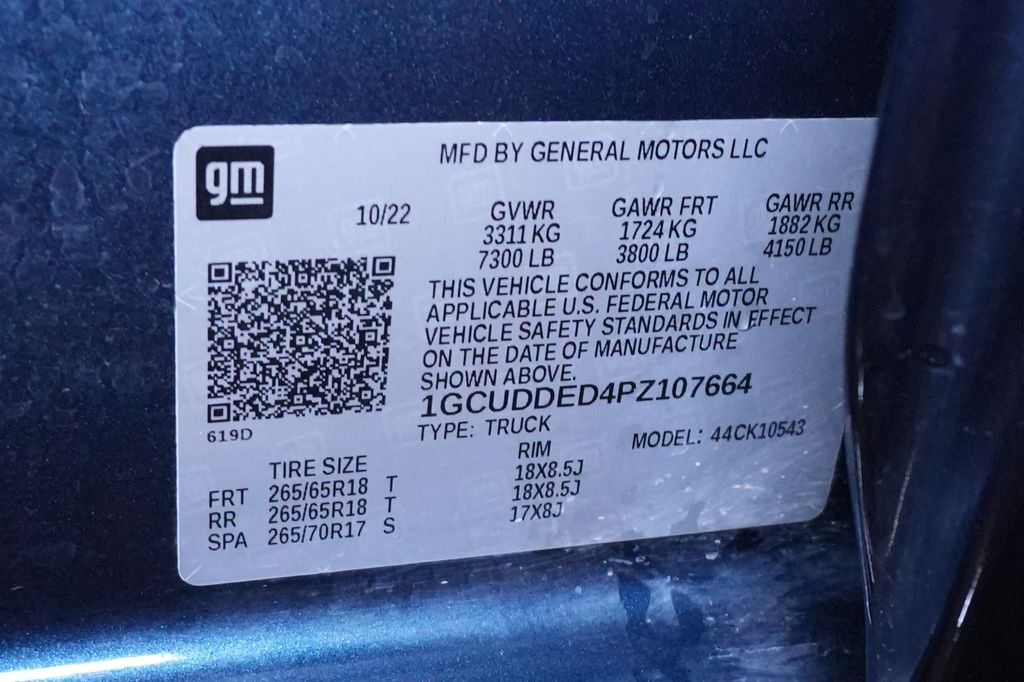 gm
MFD BY GENERAL MOTORS LLC
10/22 GVWR GAWR FRT GAWR RR
3311 KG 1724 KG 1882 KG
7300 LB 3800 LB 4150 LB
THIS VEHICLE CONFORMS TO ALL
APPLICABLE U.S. FEDERAL MOTOR
VEHICLE SAFETY STANDARDS IN EFFECT
ON THE DATE OF MANUFACTURE
SHOWN ABOVE.
1GCUDDED4PZ107664
619D
TYPE: TRUCK MODEL: 44CK10543
TIRE SIZE RIM
FRT 265/65R18 T 18X8.5J
RR 265/65R18 T 18X8.5J
SPA 265/70R17 S 17X8J